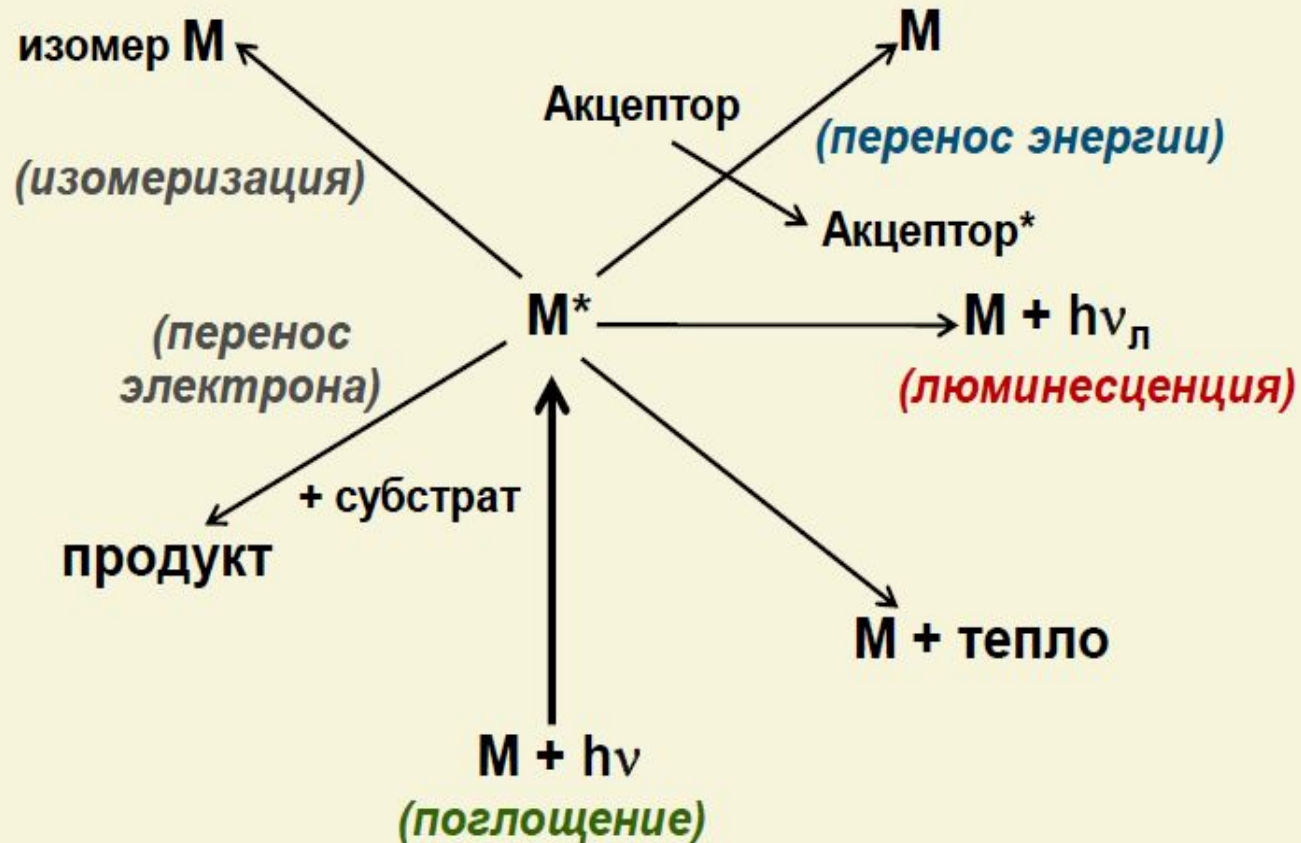 изомер М
М
Акцептор
(перенос энергии)
(изомеризация)
Акцептор*
М*
М + hνл
(перенос
электрона)
(люминесценция)
+ субстрат
продукт
М + тепло
М + hν
(поглощение)